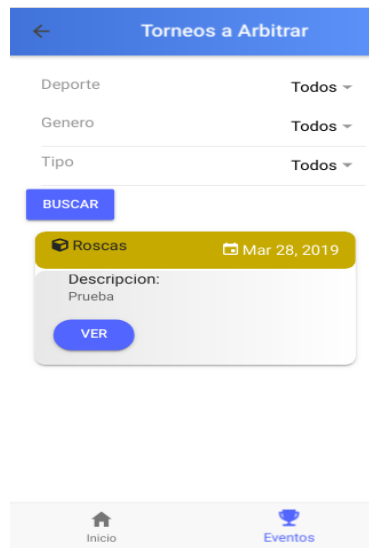 Torneos a Arbitrar
Deporte Todos
Genero Todos
Tipo Todos
BUSCAR
Roscas Mar 28, 2019
Descripcion:
Prueba
VER
Inicio Eventos